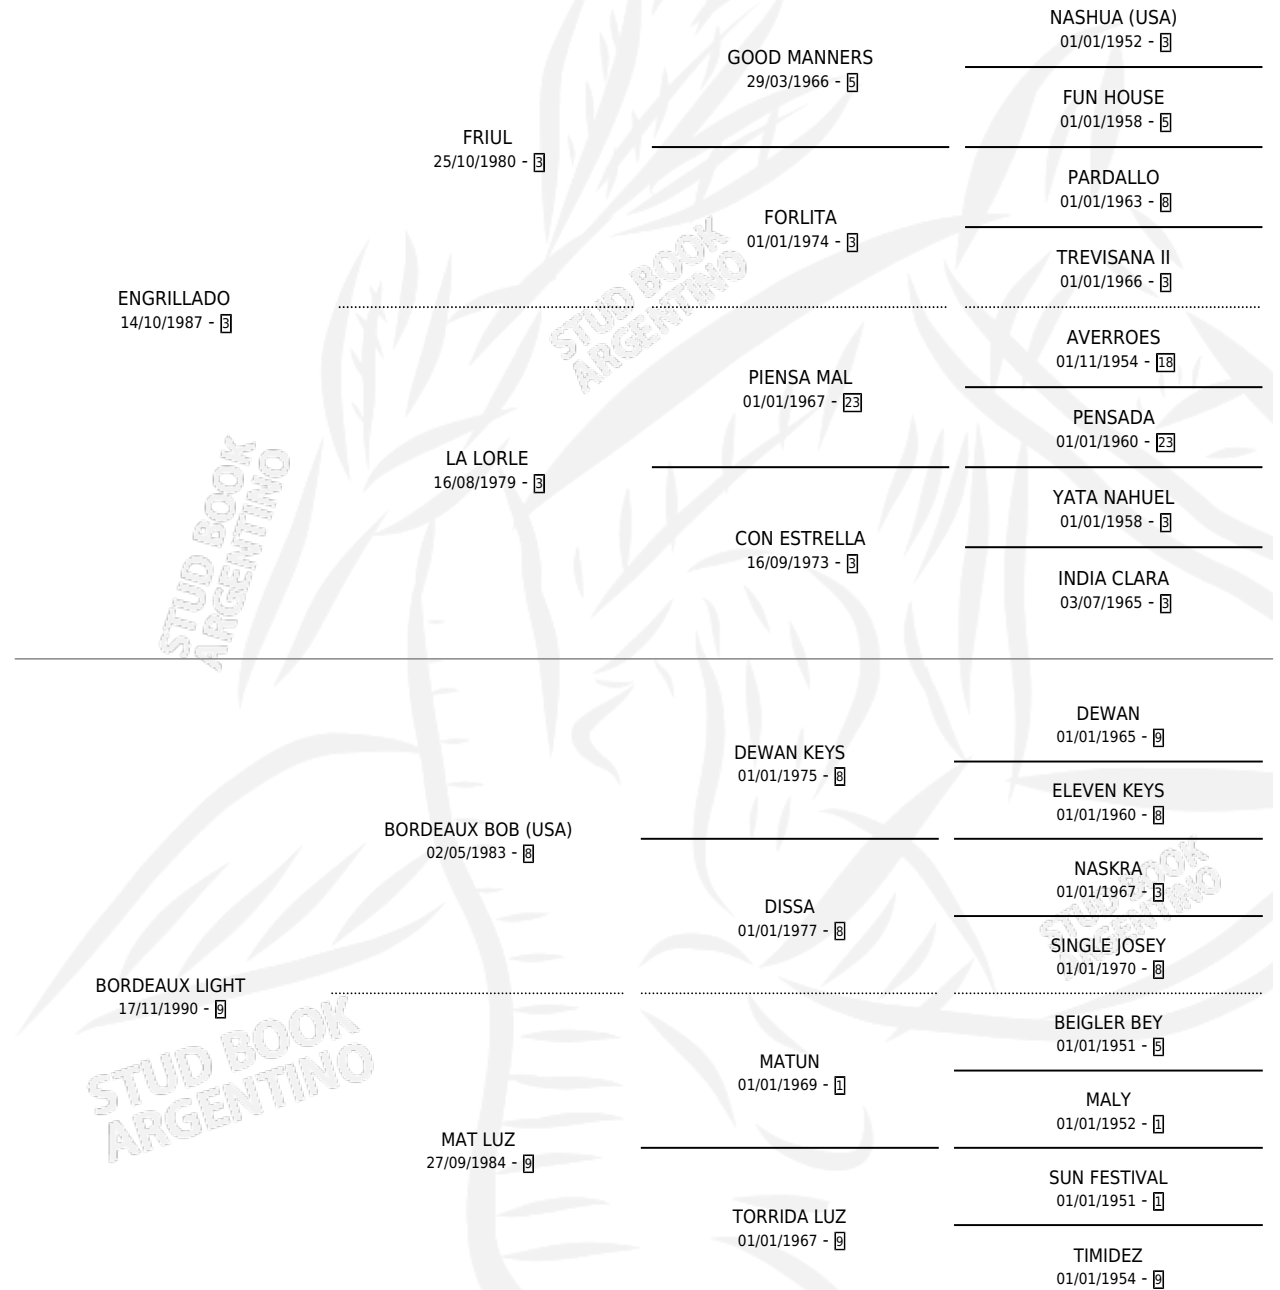 NASHUA (USA)
01/01/1952 - 3
GOOD MANNERS
29/03/1966 - 5
FUN HOUSE
01/01/1958 - 5
FRIUL
25/10/1980 - 3
PARDALLO
01/01/1963 - 8
FORLITA
01/01/1974 - 3
TREVISANA II
01/01/1966 - 3
ENGRILLADO
14/10/1987 - 3
AVERROES
01/11/1954 - 18
PIENSA MAL
01/01/1967 - 23
PENSADA
01/01/1960 - 23
LA LORLE
16/08/1979 - 3
YATA NAHUEL
01/01/1958 - 3
CON ESTRELLA
16/09/1973 - 3
INDIA CLARA
03/07/1965 - 3
STUD BOOK
ARGENTINO
STUD BOOK
ARGENTINO
DEWAN
01/01/1965 - 9
DEWAN KEYS
01/01/1975 - 8
ELEVEN KEYS
01/01/1960 - 8
BORDEAUX BOB (USA)
02/05/1983 - 8
NASKRA
01/01/1967 - 3
DISSA
01/01/1977 - 8
SINGLE JOSEY
01/01/1970 - 8
BORDEAUX LIGHT
17/11/1990 - 9
BEIGLER BEY
01/01/1951 - 5
MATUN
01/01/1969 - 1
MALY
01/01/1952 - 1
MAT LUZ
27/09/1984 - 9
SUN FESTIVAL
01/01/1951 - 1
TORRIDA LUZ
01/01/1967 - 9
TIMIDEZ
01/01/1954 - 9
STUD BOOK
ARGENTINO
STUD BOOK
ARGENTINO